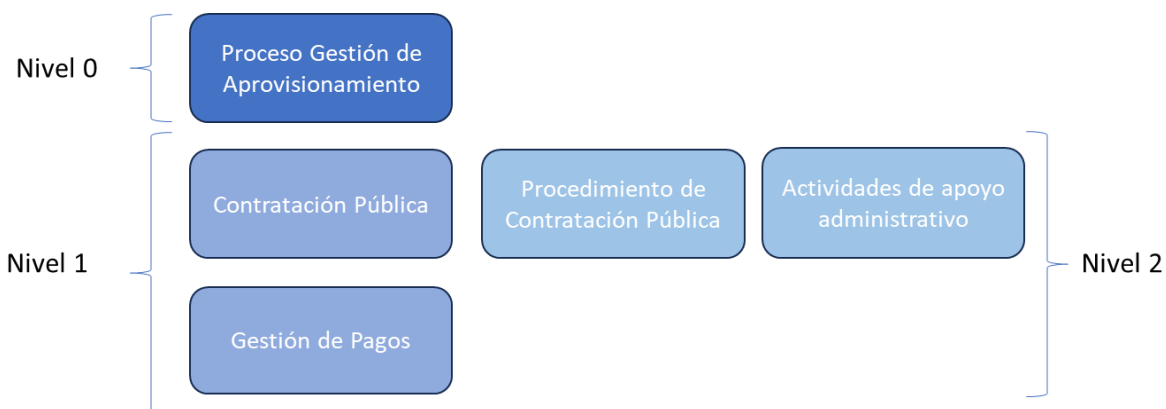 Nivel 0
Proceso Gestión de
Aprovisionamiento
Nivel 1
Contratación Pública
Procedimiento de
Contratación Pública
Actividades de apoyo
administrativo
Nivel 2
Gestión de Pagos